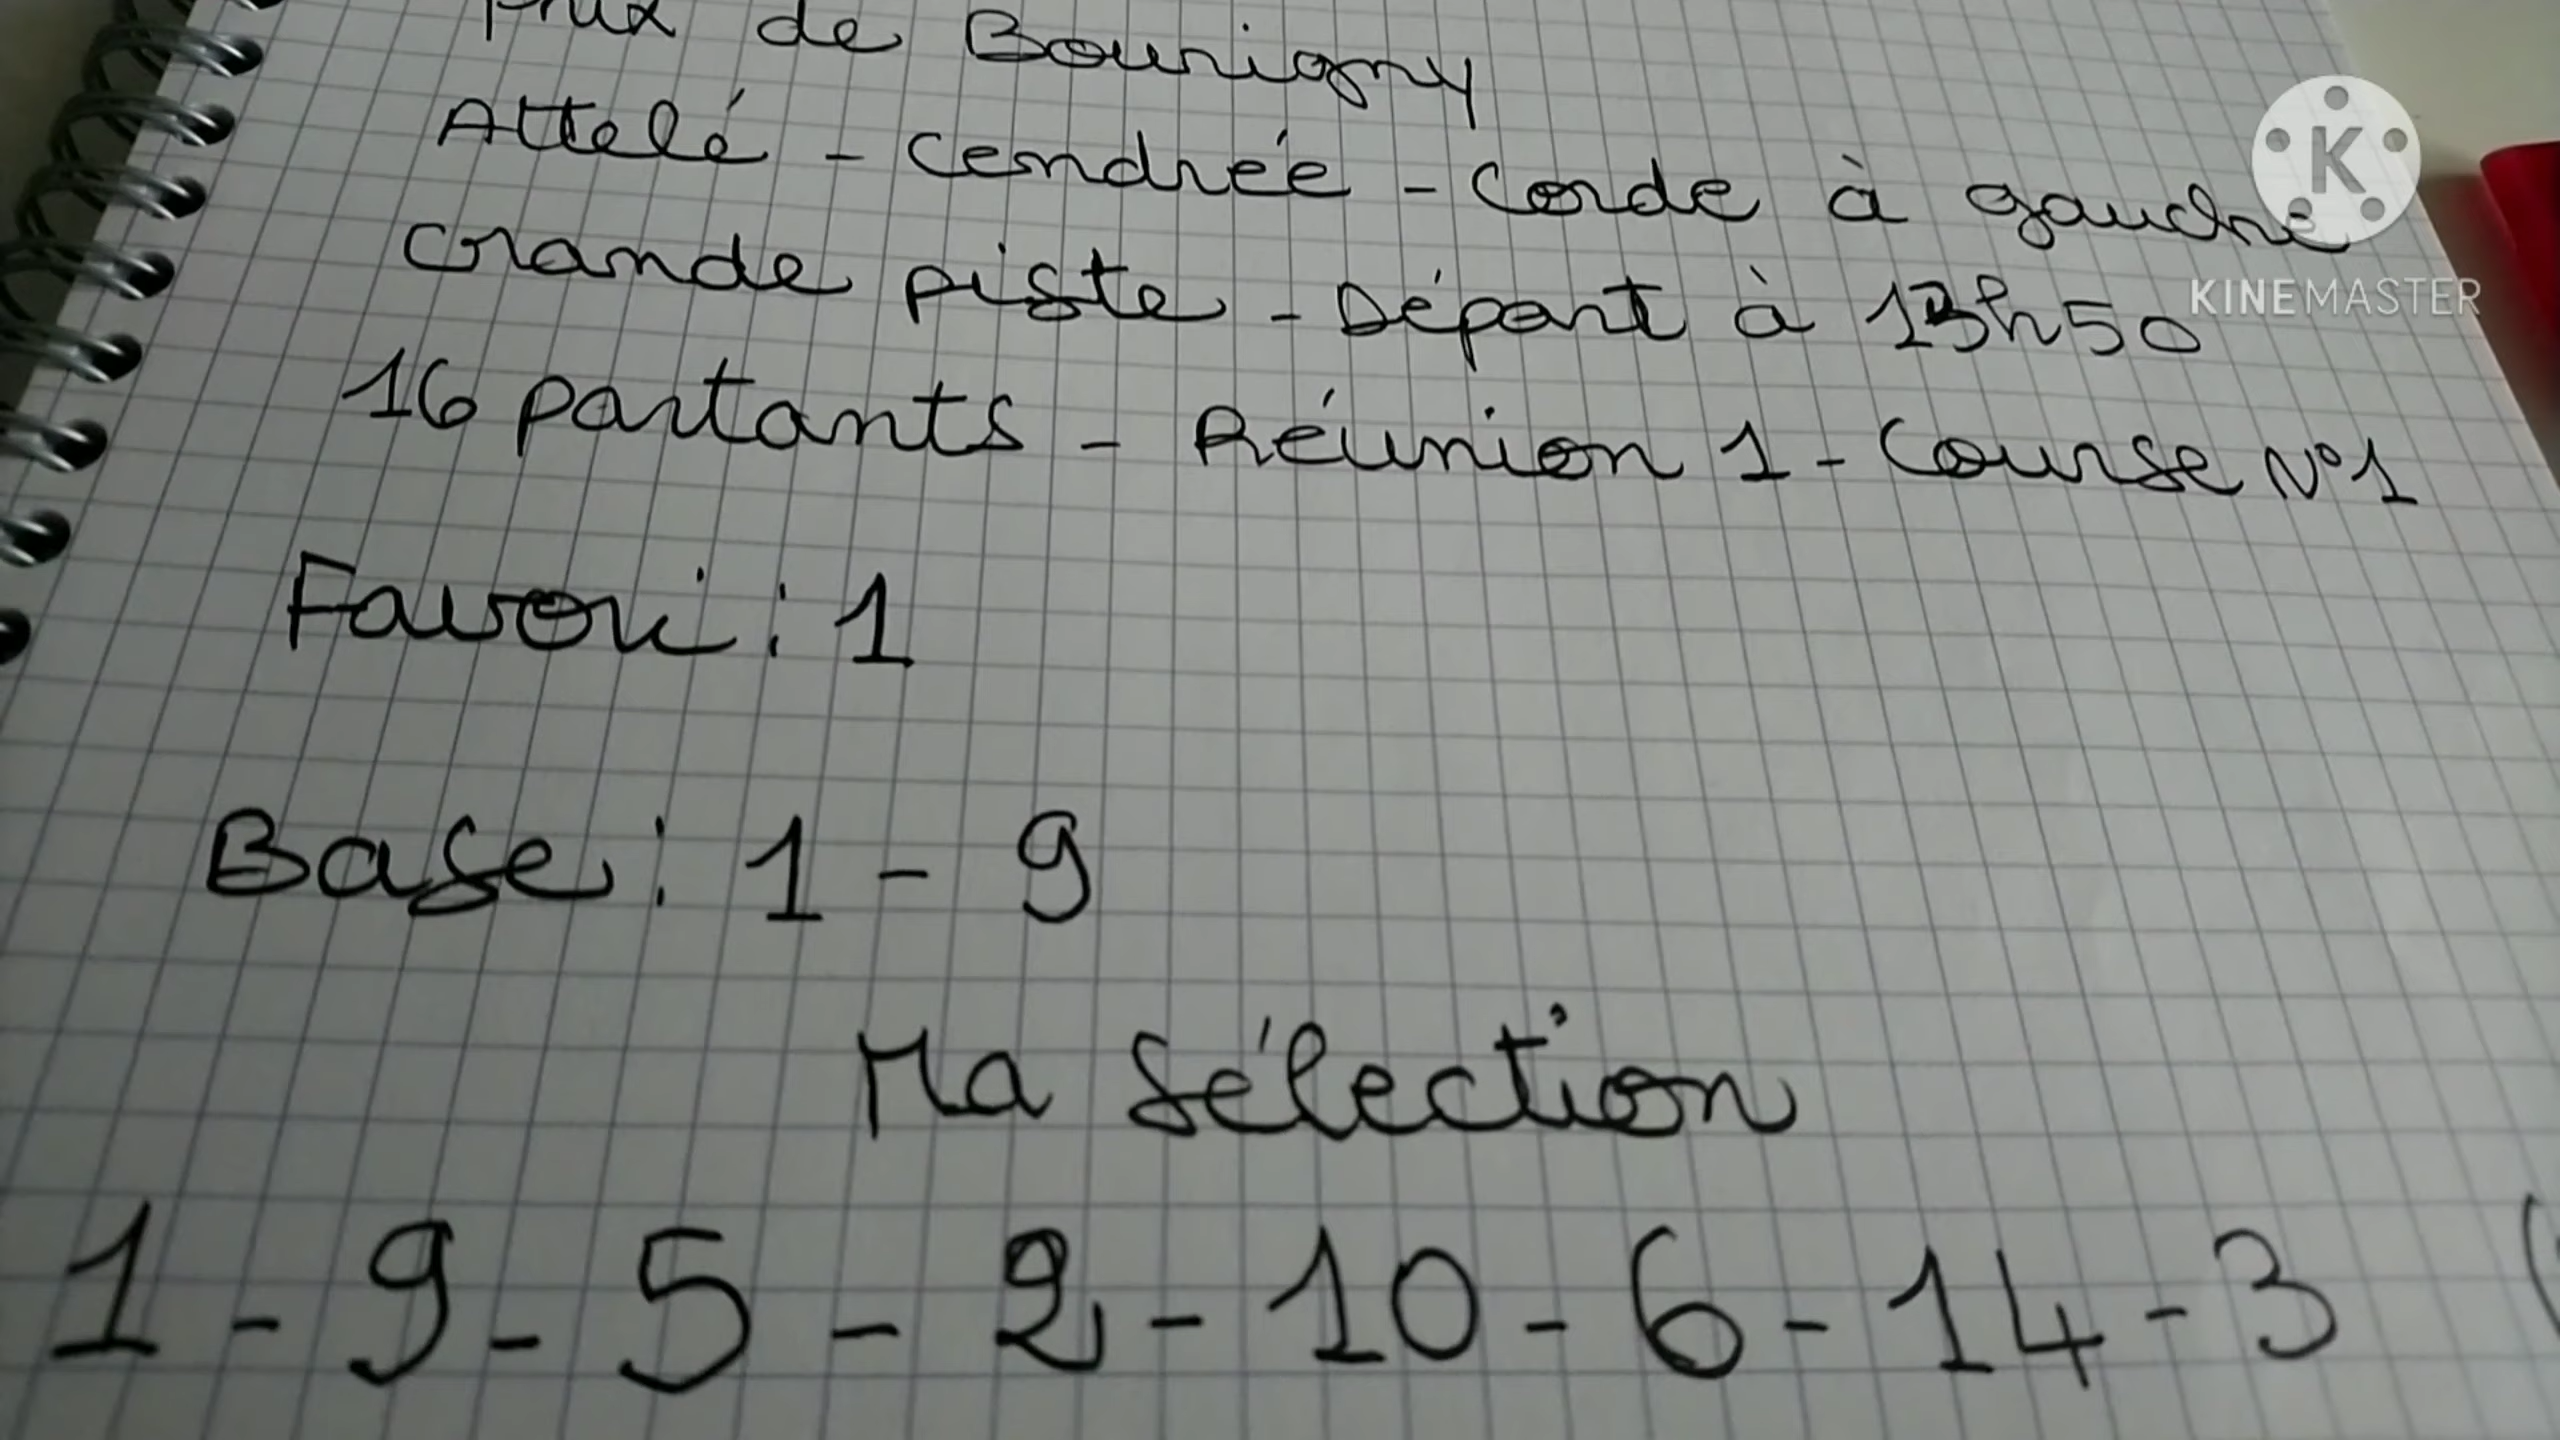 Prix de Bourigny
Attelé - Cendrée - Corde à gauche
Grande piste - Départ à 13h50
16 partants - Réunion 1 - Course N°1
Favori : 1
Base : 1 - 9
Ma Sélection
1 - 9 - 5 - 2 - 10 - 6 - 14 - 3 (
K
KINEMASTER